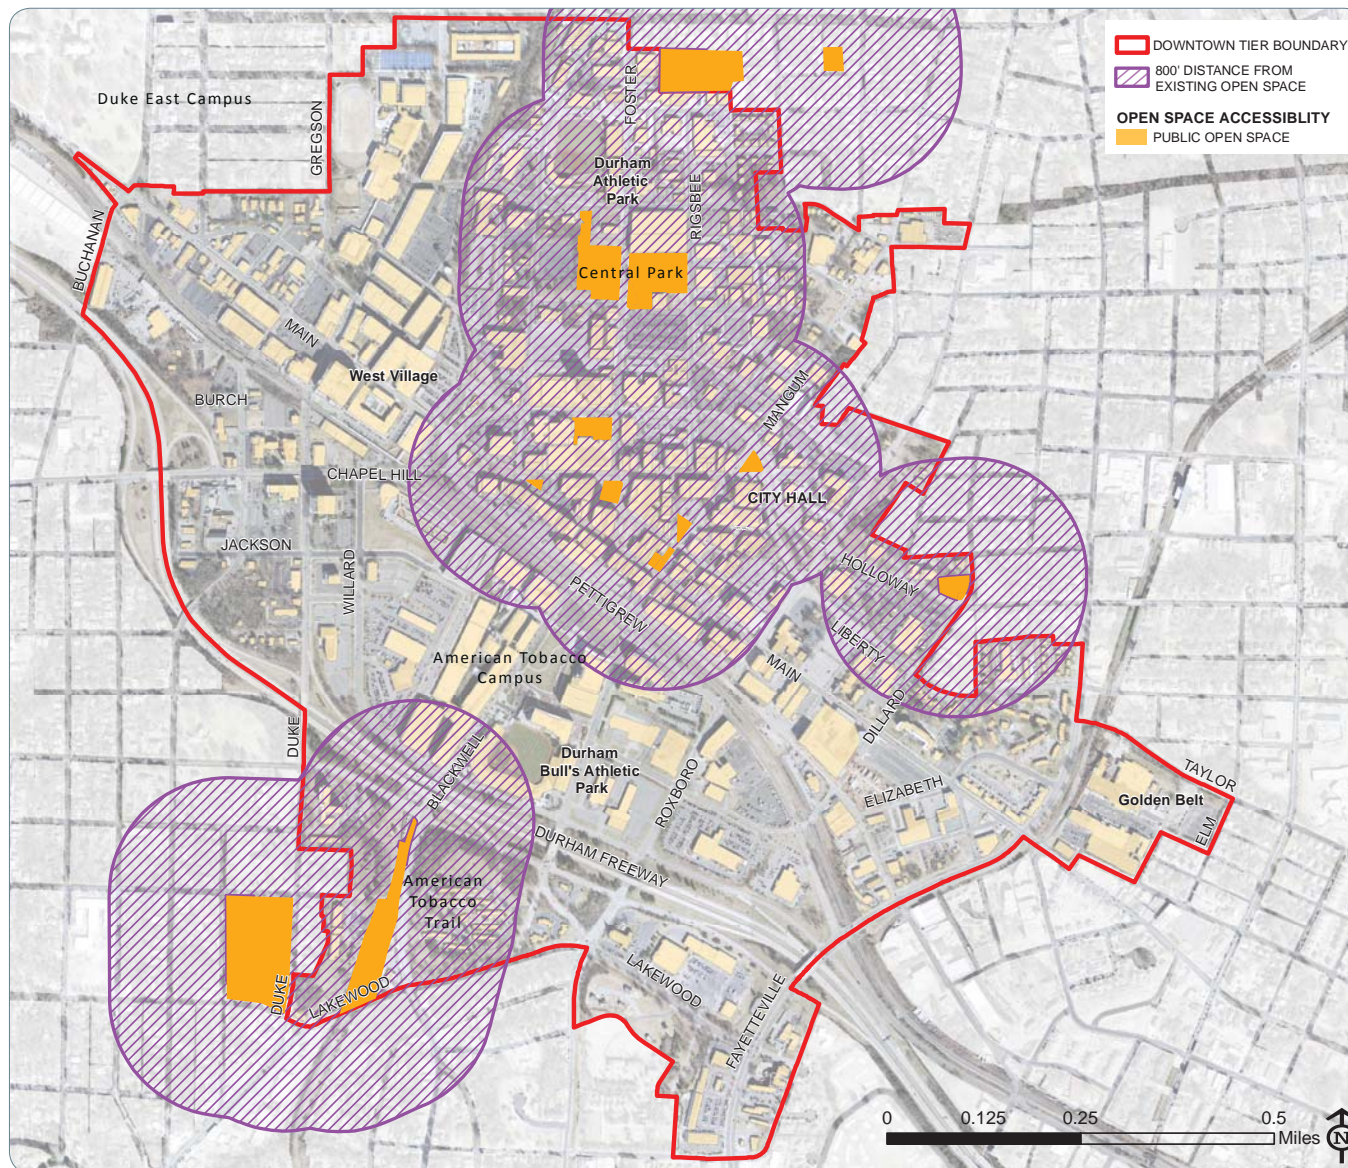 DOWNTOWN TIER BOUNDARY
800' DISTANCE FROM
EXISTING OPEN SPACE
OPEN SPACE ACCESSIBLITY
PUBLIC OPEN SPACE
Duke East Campus
GREGSON
FOSTER
Durham
Athletic
Park
RIGSBEE
BUCHANAN
Central Park
MAIN
West Village
BURCH
MANGUM
CHAPEL HILL
CITY HALL
JACKSON
WILLARD
HOLLOWAY
PETTIGREW
LIBERTY
American Tobacco
Campus
MAIN
DILLARD
DUKE
BLACKWELL
Durham
Bull's Athletic
Park
ROXBORO
ELIZABETH
TAYLOR
Golden Belt
ELM
DURHAM FREEWAY
American
Tobacco
Trail
DUKE
LAKEWOOD
LAKEWOOD
FAYETTEVILLE
0 0.125 0.25 0.5
Miles
N